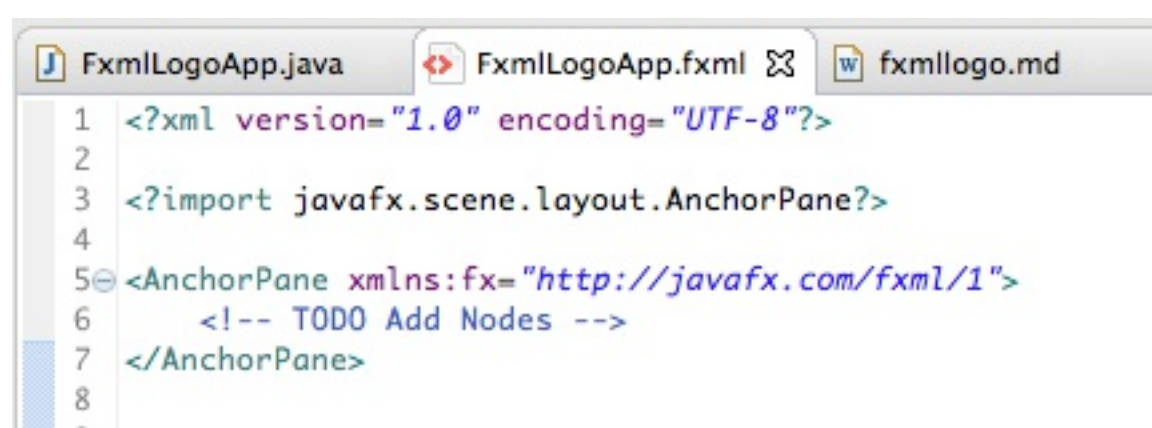 FxmlLogoApp.java FxmlLogoApp.fxml fxmllogo.md
1 <?xml version="1.0" encoding="UTF-8"?>
2
3 <?import javafx.scene.layout.AnchorPane?>
4
5 <AnchorPane xmlns:fx="http://javafx.com/fxml/1">
6     <!-- TODO Add Nodes -->
7 </AnchorPane>
8